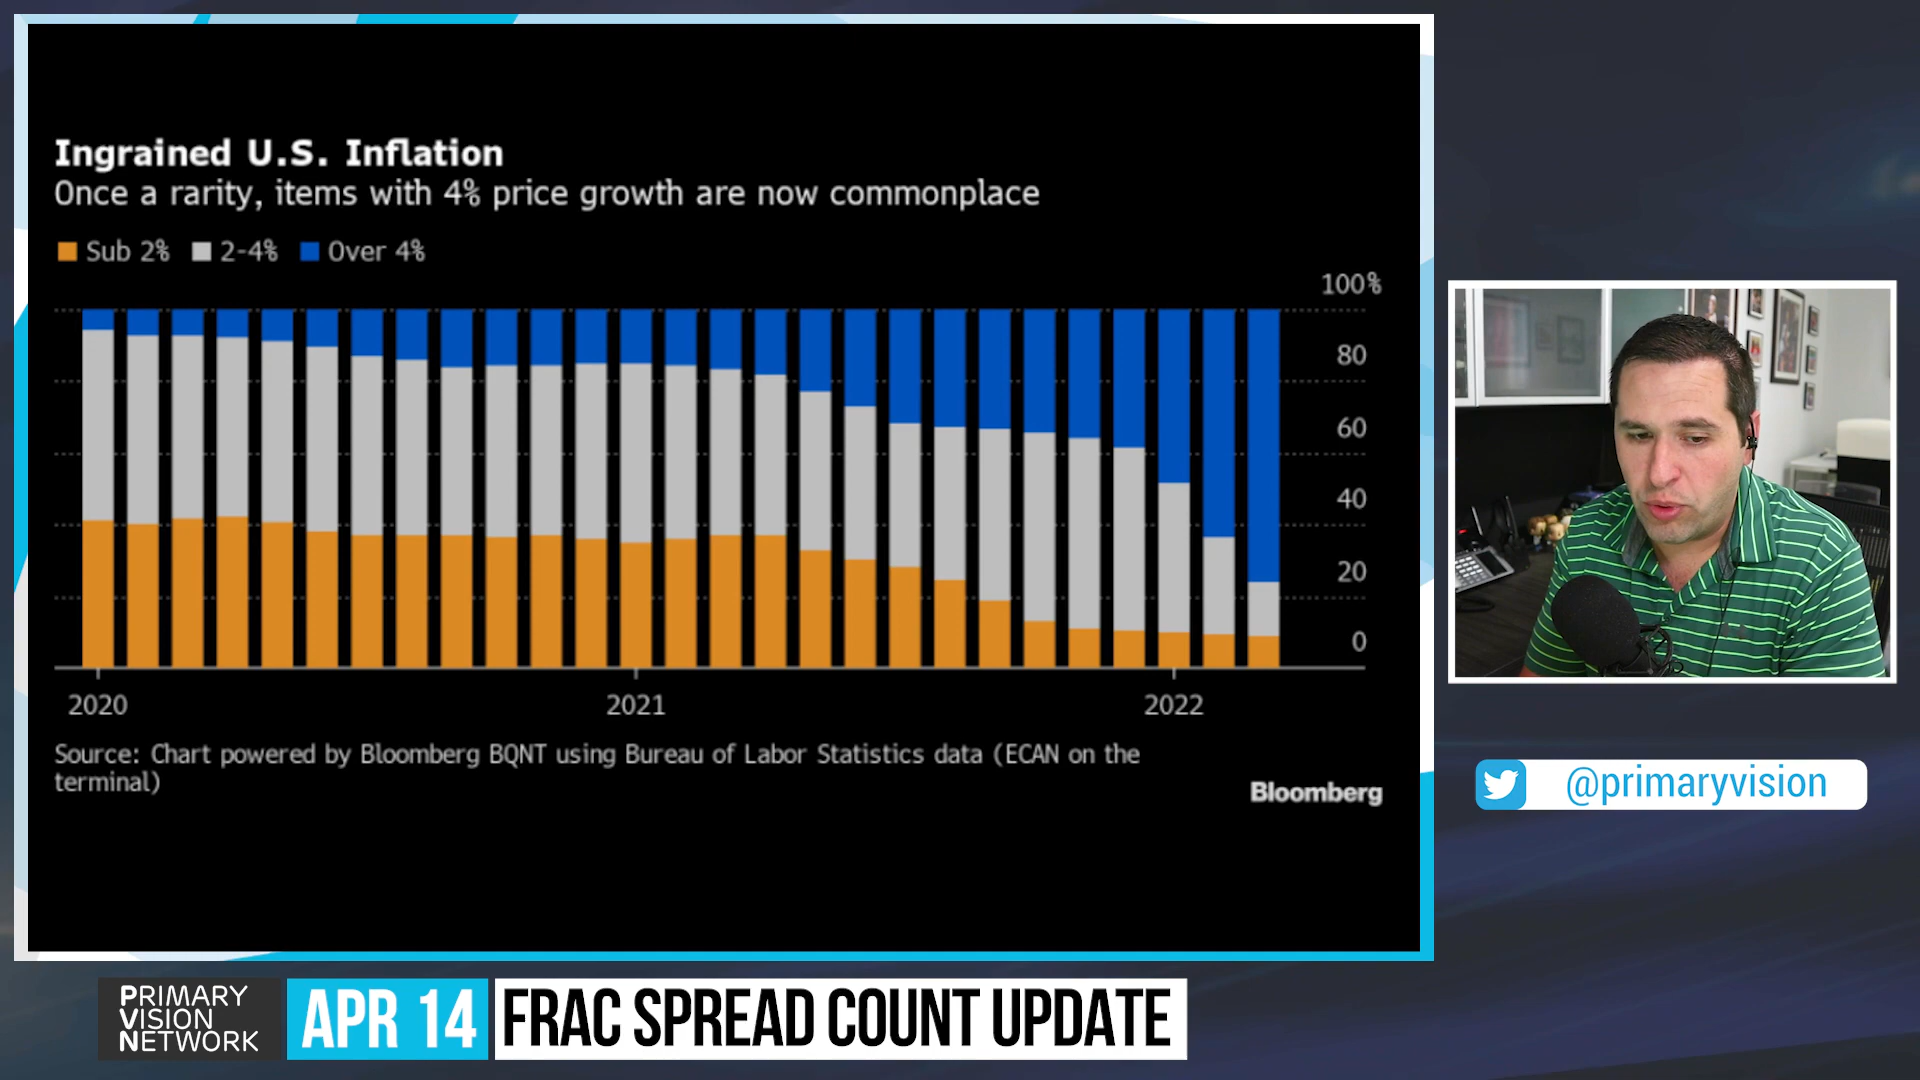 Ingrained U.S. Inflation
Once a rarity, items with 4% price growth are now commonplace
Sub 2% 2-4% Over 4%
100%
80
60
40
20
0
2020 2021 2022
Source: Chart powered by Bloomberg BQNT using Bureau of Labor Statistics data (ECAN on the
terminal)
Bloomberg
@primaryvision
PRIMARY
VISION
NETWORK
APR 14
FRAC SPREAD COUNT UPDATE